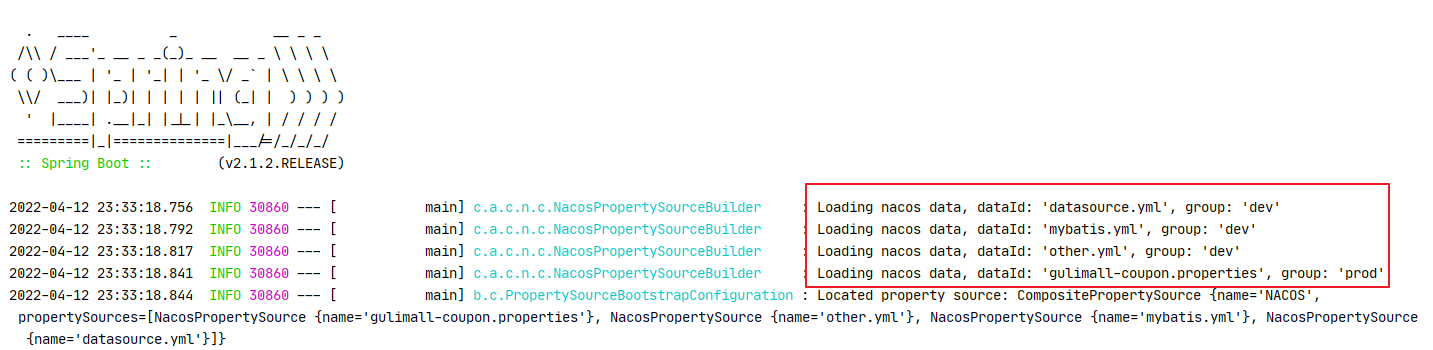 .   ____          _            __ _ _
 /\\ / ___'_ __ _ _(_)_ __  __ _ \ \ \ \
( ( )\___ | '_ | '_| | '_ \/ _` | \ \ \ \
 \\/  ___)| |_)| | | | | || (_| |  ) ) ) )
  '  |____| .__|_| |_|_| |_\__, | / / / /
 =========|_|==============|___/=/_/_/_/
 :: Spring Boot ::        (v2.1.2.RELEASE)
2022-04-12 23:33:18.756  INFO 30860 --- [           main] c.a.c.n.c.NacosPropertySourceBuilder     : Loading nacos data, dataId: 'datasource.yml', group: 'dev'
2022-04-12 23:33:18.792  INFO 30860 --- [           main] c.a.c.n.c.NacosPropertySourceBuilder     : Loading nacos data, dataId: 'mybatis.yml', group: 'dev'
2022-04-12 23:33:18.817  INFO 30860 --- [           main] c.a.c.n.c.NacosPropertySourceBuilder     : Loading nacos data, dataId: 'other.yml', group: 'dev'
2022-04-12 23:33:18.841  INFO 30860 --- [           main] c.a.c.n.c.NacosPropertySourceBuilder     : Loading nacos data, dataId: 'gulimall-coupon.properties', group: 'prod'
2022-04-12 23:33:18.844  INFO 30860 --- [           main] b.c.PropertySourceBootstrapConfiguration : Located property source: CompositePropertySource {name='NACOS',
 propertySources=[NacosPropertySource {name='gulimall-coupon.properties'}, NacosPropertySource {name='other.yml'}, NacosPropertySource {name='mybatis.yml'}, NacosPropertySource
 {name='datasource.yml'}]}